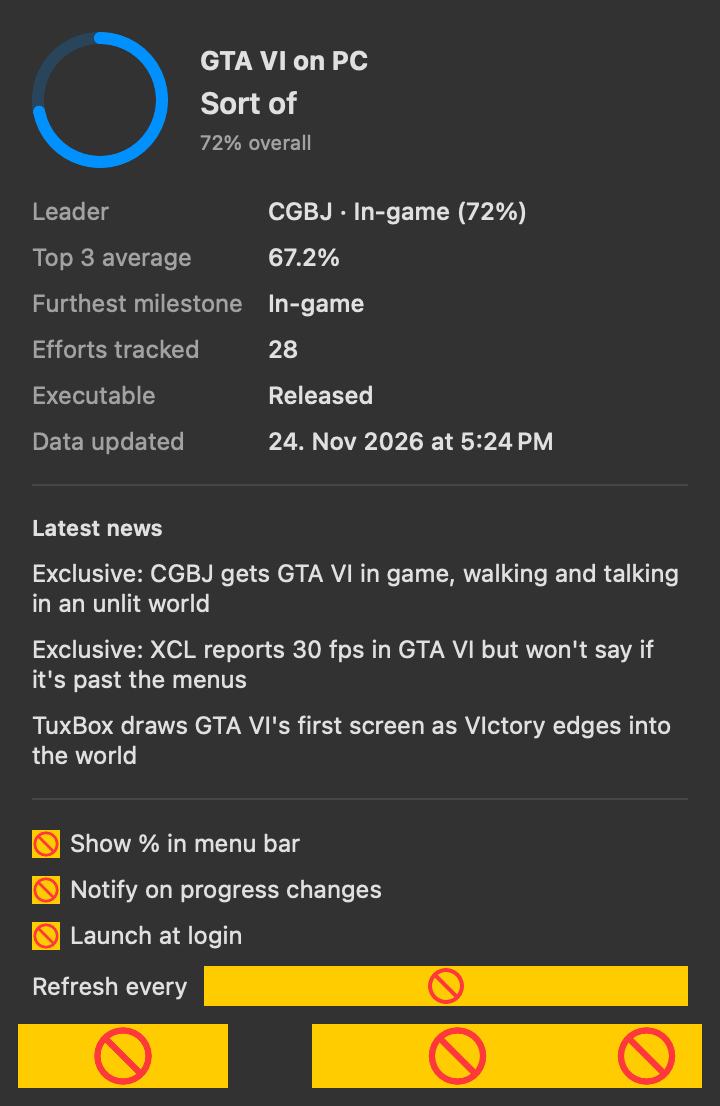 GTA VI on PC
Sort of
72% overall
Leader CGBJ · In-game (72%)
Top 3 average 67.2%
Furthest milestone In-game
Efforts tracked 28
Executable Released
Data updated 24. Nov 2026 at 5:24 PM
Latest news
Exclusive: CGBJ gets GTA VI in game, walking and talking
in an unlit world
Exclusive: XCL reports 30 fps in GTA VI but won't say if
it's past the menus
TuxBox draws GTA VI's first screen as VIctory edges into
the world
Show % in menu bar
Notify on progress changes
Launch at login
Refresh every